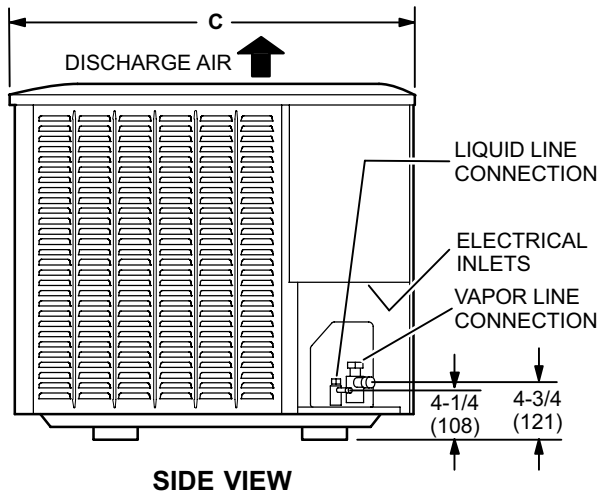 C
DISCHARGE AIR
LIQUID LINE
CONNECTION
ELECTRICAL
INLETS
VAPOR LINE
CONNECTION
4-1/4
(108)
4-3/4
(121)
SIDE VIEW